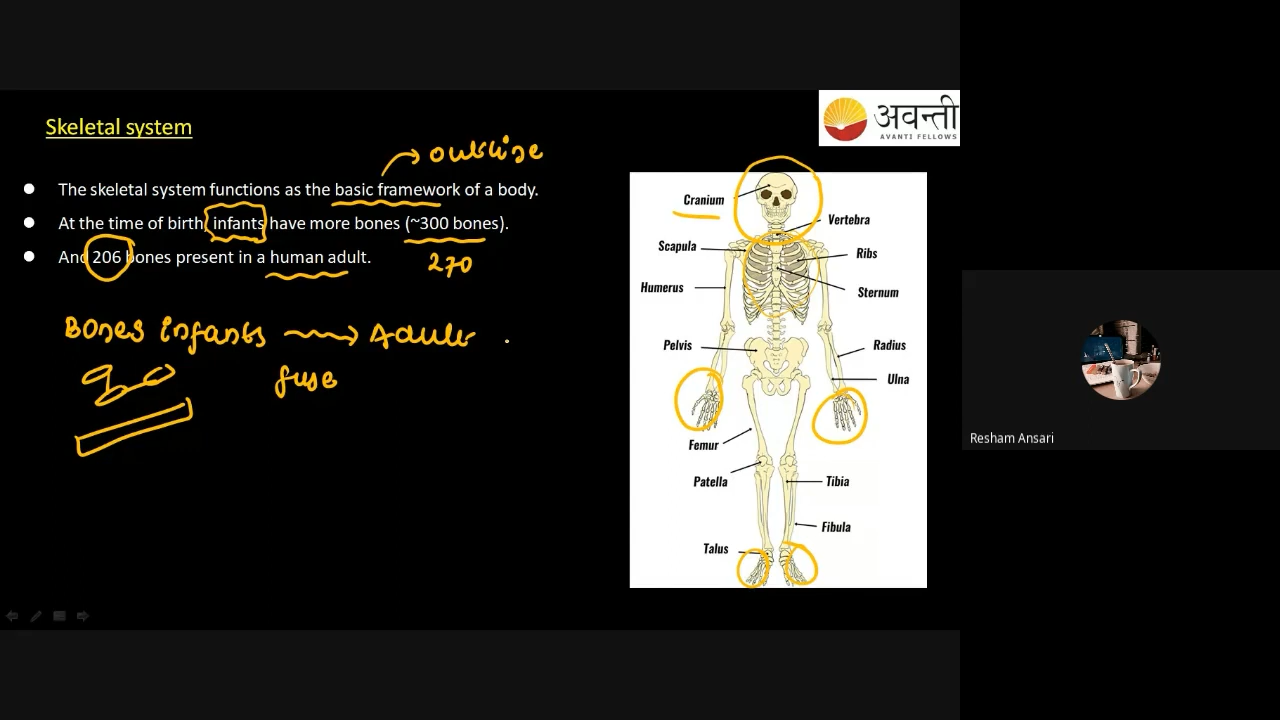 Skeletal system
अवन्ती
AVANTI FELLOWS
outline
The skeletal system functions as the basic framework of a body.
At the time of birth, infants have more bones (~300 bones).
And 206 bones present in a human adult.
270
Bones infants → Adult
fuse
Cranium
Vertebra
Scapula
Ribs
Humerus
Sternum
Pelvis
Radius
Ulna
Femur
Patella
Tibia
Fibula
Talus
Resham Ansari